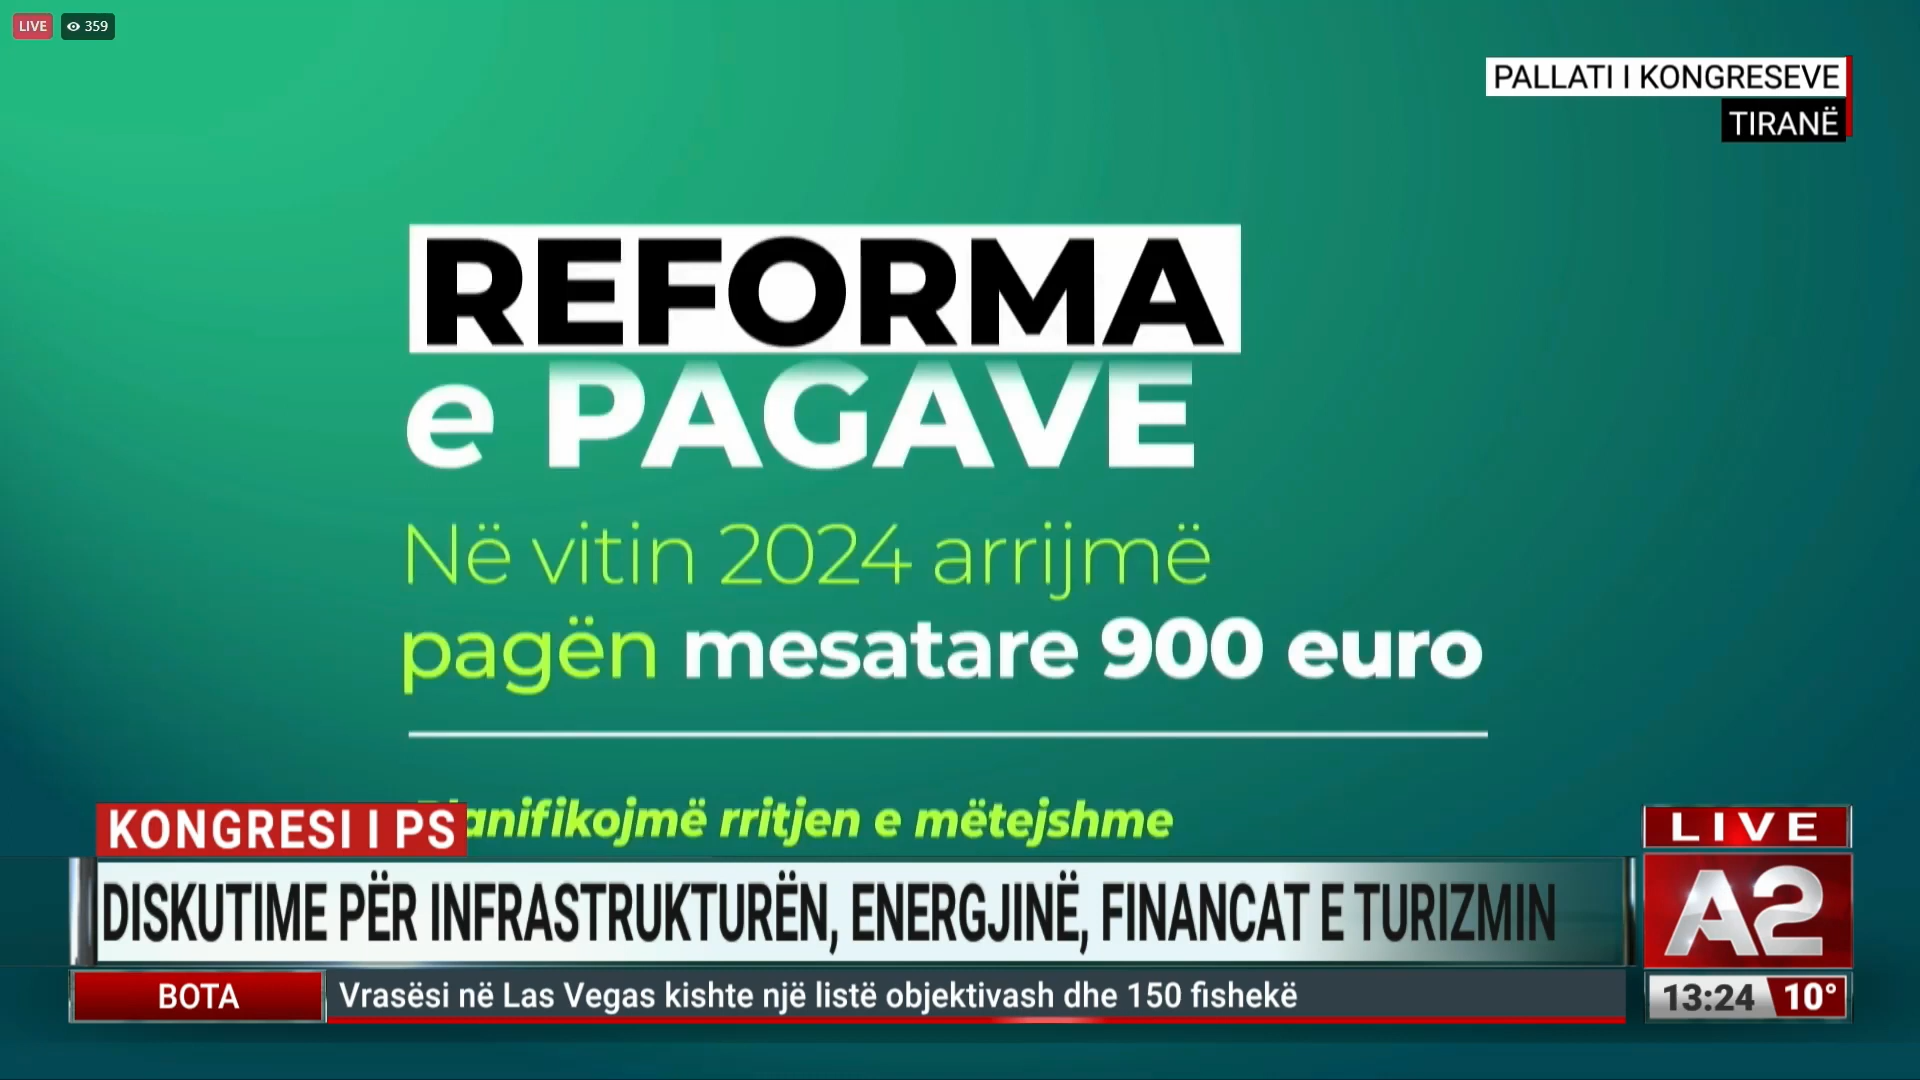 LIVE 359
PALLATI I KONGRESEVE
TIRANË
REFORMA
e PAGAVE
Në vitin 2024 arrijmë
pagën mesatare 900 euro
rritjen e mëtejshme
KONGRESI I PS
DISKUTIME PËR INFRASTRUKTURËN, ENERGJINË, FINANCAT E TURIZMIN
BOTA
Vrasësi në Las Vegas kishte një listë objektivash dhe 150 fishekë
LIVE
A2
13:24 10°